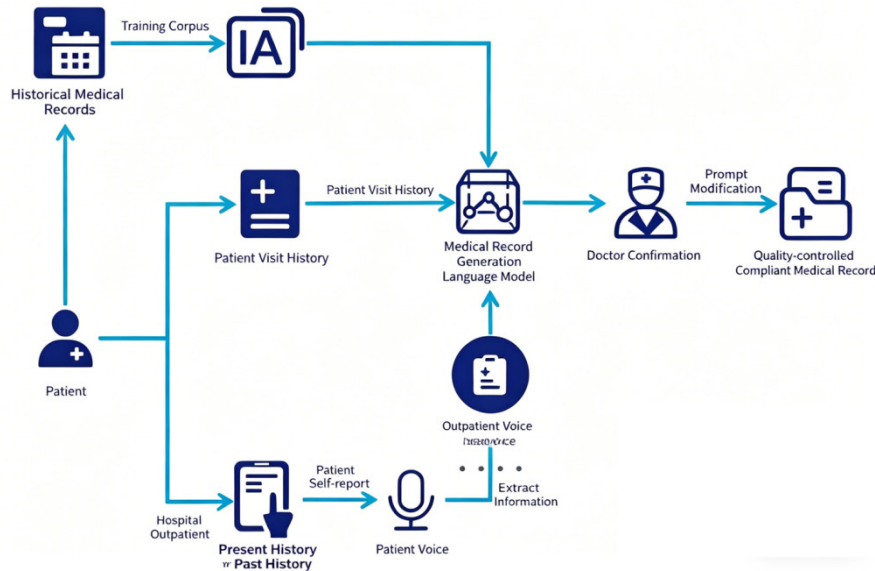 Training Corpus
IA
Historical Medical
Records
Patient Visit History
Patient Visit History
Medical Record
Generation
Language Model
Doctor Confirmation
Prompt
Modification
Quality-controlled
Compliant Medical Record
Patient
Outpatient Voice
Hospital
Outpatient
Present History
Past History
Patient
Self-report
Patient Voice
Extract
Information